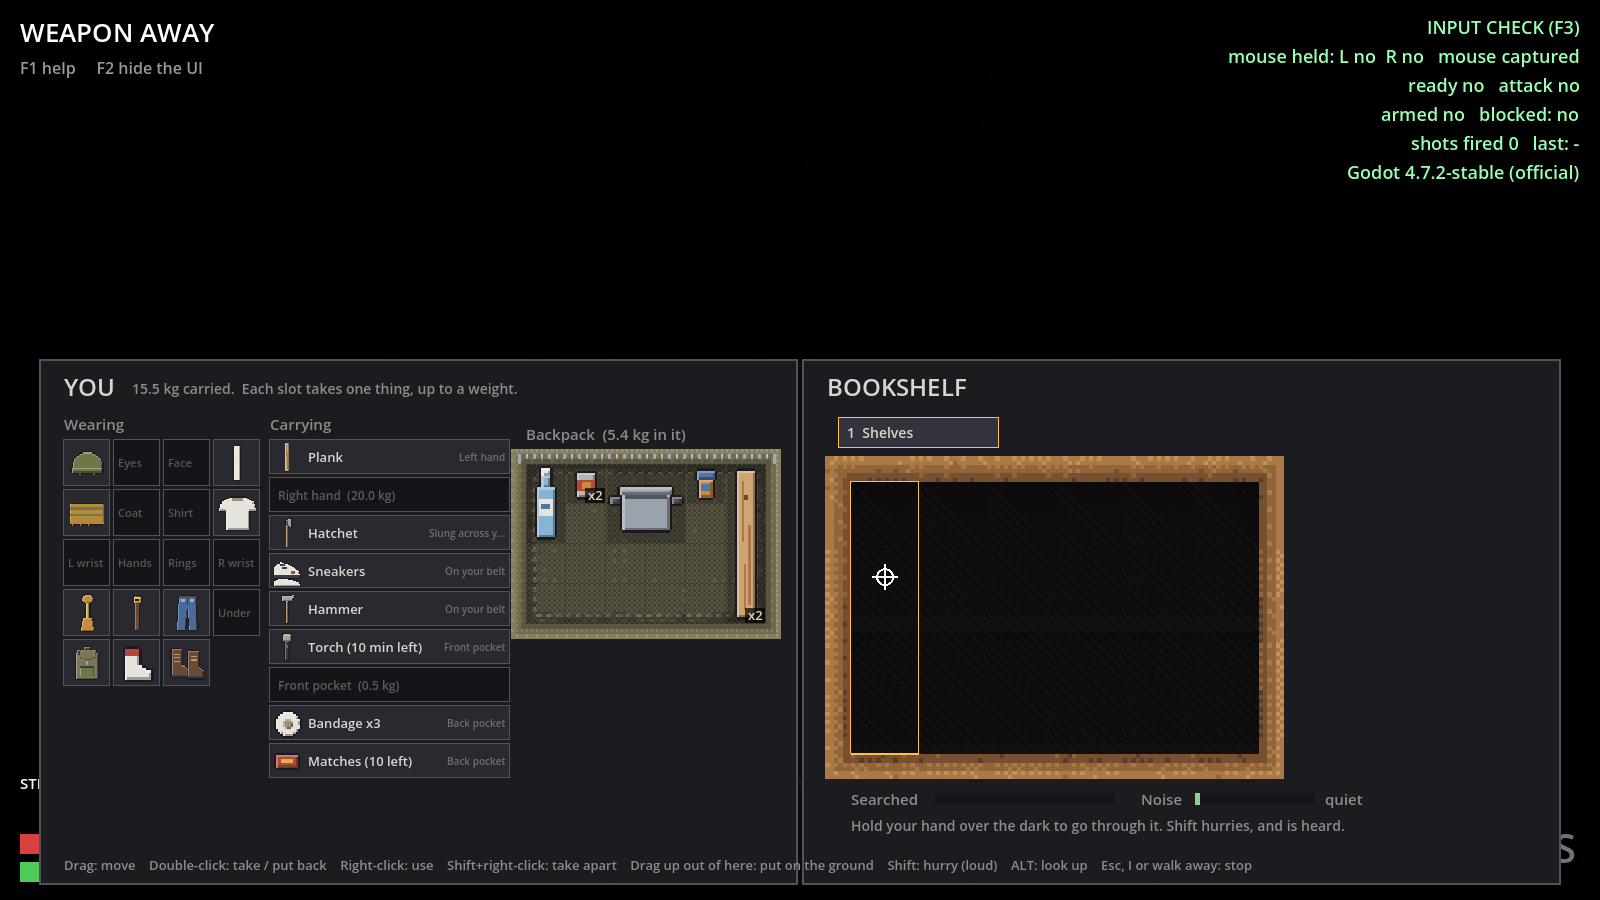 WEAPON AWAY
F1 help F2 hide the UI
INPUT CHECK (F3)
mouse held: L no R no mouse captured
ready no attack no
armed no blocked: no
shots fired 0 last: -
Godot 4.7.2-stable (official)
YOU 15.5 kg carried. Each slot takes one thing, up to a weight.
Wearing
Eyes Face
Coat Shirt
L wrist Hands Rings R wrist
Under
Carrying
Plank Left hand
Right hand (20.0 kg)
Hatchet Slung across y...
Sneakers On your belt
Hammer On your belt
Torch (10 min left) Front pocket
Front pocket (0.5 kg)
Bandage x3 Back pocket
Matches (10 left) Back pocket
Backpack (5.4 kg in it)
x2
x2
BOOKSHELF
1 Shelves
Searched Noise quiet
Hold your hand over the dark to go through it. Shift hurries, and is heard.
Drag: move Double-click: take / put back Right-click: use Shift+right-click: take apart Drag up out of here: put on the ground Shift: hurry (loud) ALT: look up Esc, I or walk away: stop